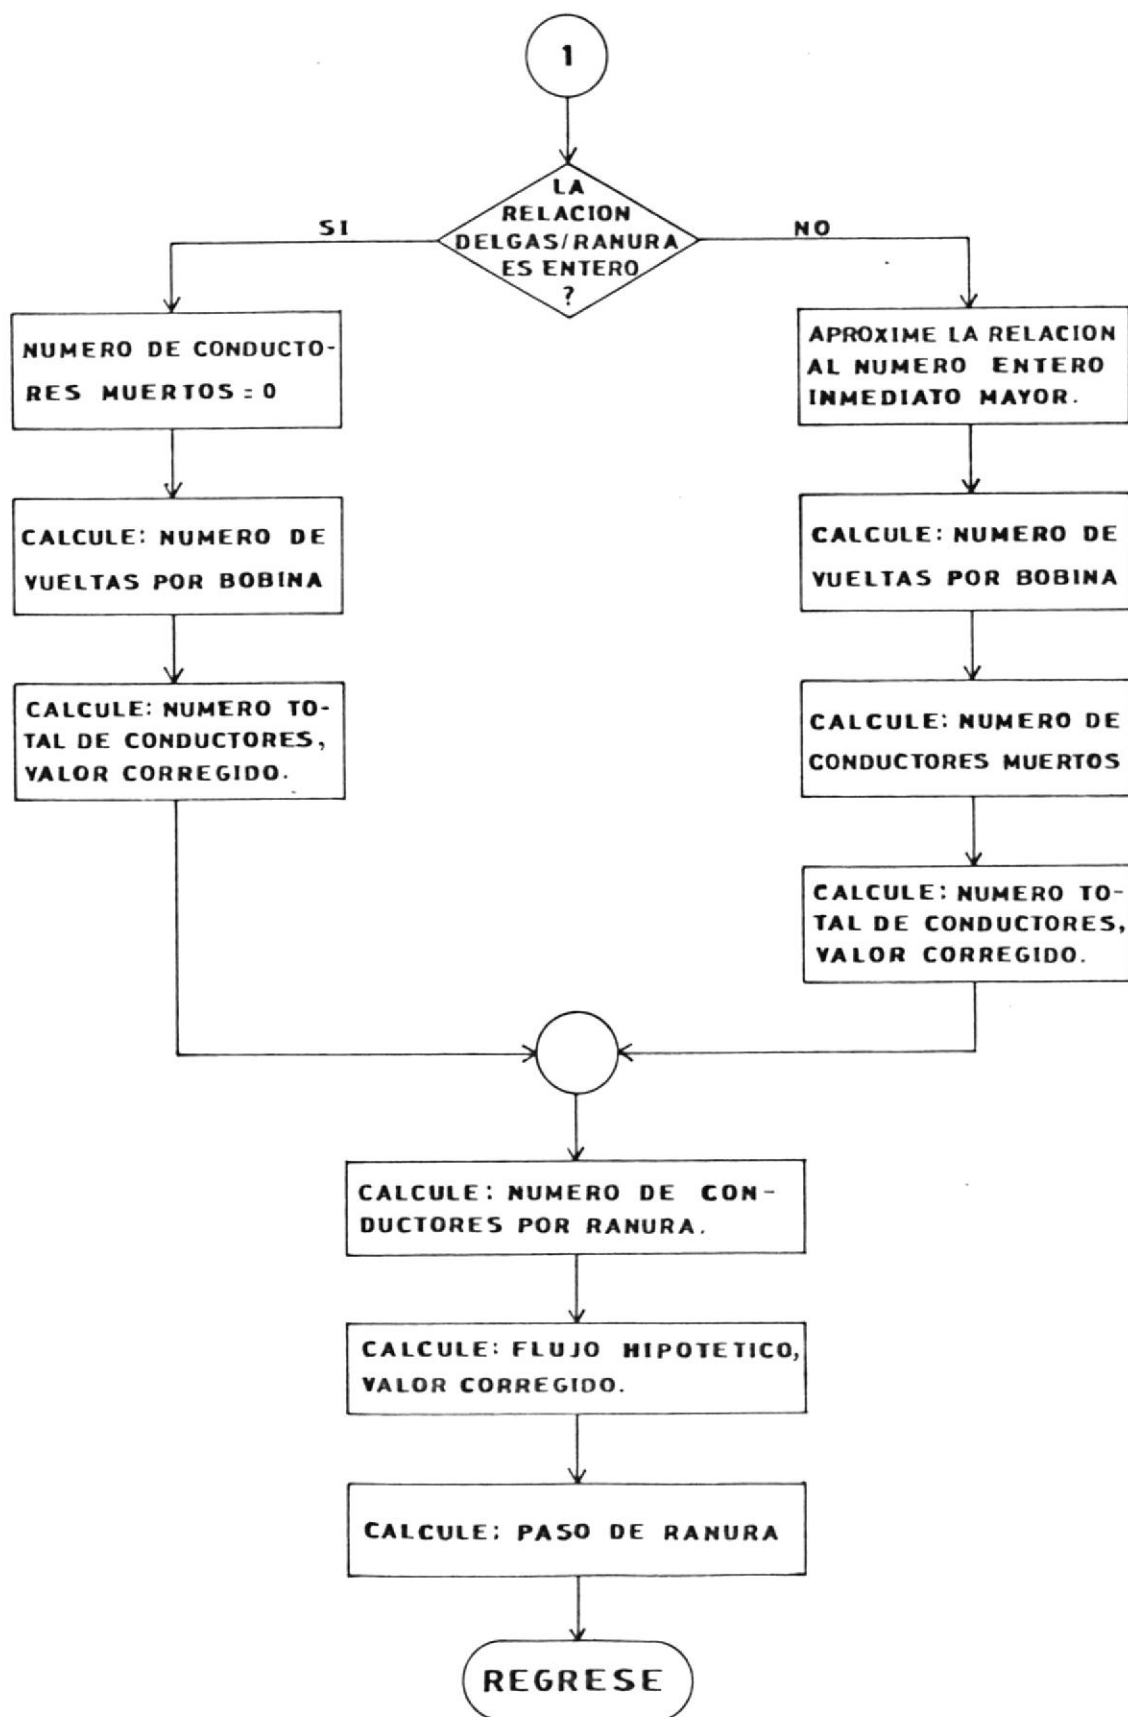 1
LA
RELACION
DELGAS/RANURA
ES ENTERO
?
SI
NO
NUMERO DE CONDUCTO-
RES MUERTOS = 0
CALCULE: NUMERO DE
VUELTAS POR BOBINA
CALCULE: NUMERO TO-
TAL DE CONDUCTORES,
VALOR CORREGIDO.
APROXIME LA RELACION
AL NUMERO ENTERO
INMEDIATO MAYOR.
CALCULE: NUMERO DE
VUELTAS POR BOBINA
CALCULE: NUMERO DE
CONDUCTORES MUERTOS
CALCULE: NUMERO TO-
TAL DE CONDUCTORES,
VALOR CORREGIDO.
CALCULE: NUMERO DE CON-
DUCTORES POR RANURA.
CALCULE: FLUJO HIPOTETICO,
VALOR CORREGIDO.
CALCULE: PASO DE RANURA
REGRESE